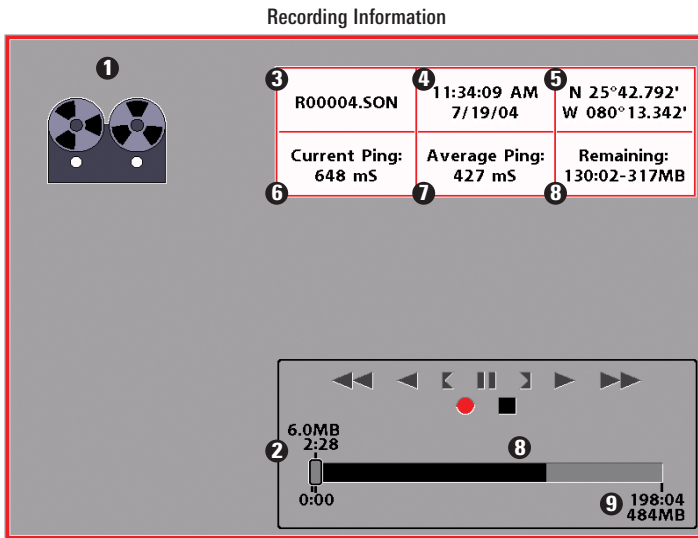 Recording Information
1
3
R00004.SON
4
11:34:09 AM
7/19/04
5
N 25°42.792'
W 080°13.342'
Current Ping:
648 mS
6
Average Ping:
427 mS
7
Remaining:
130:02-317MB
8
6.0MB
2:28
2
8
0:00
9
198:04
484MB